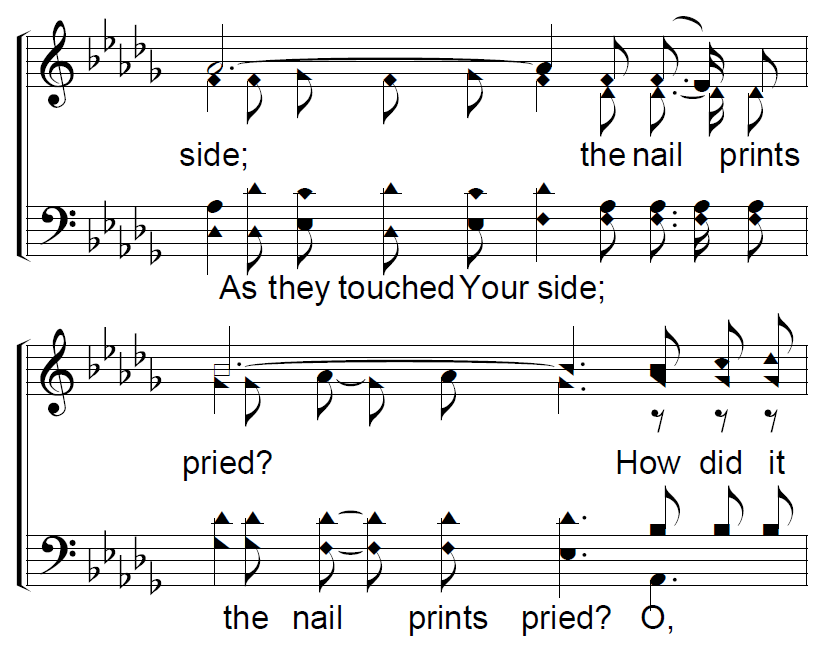 side; the nail prints
As they touched Your side;
pried? How did it
the nail prints pried? O,